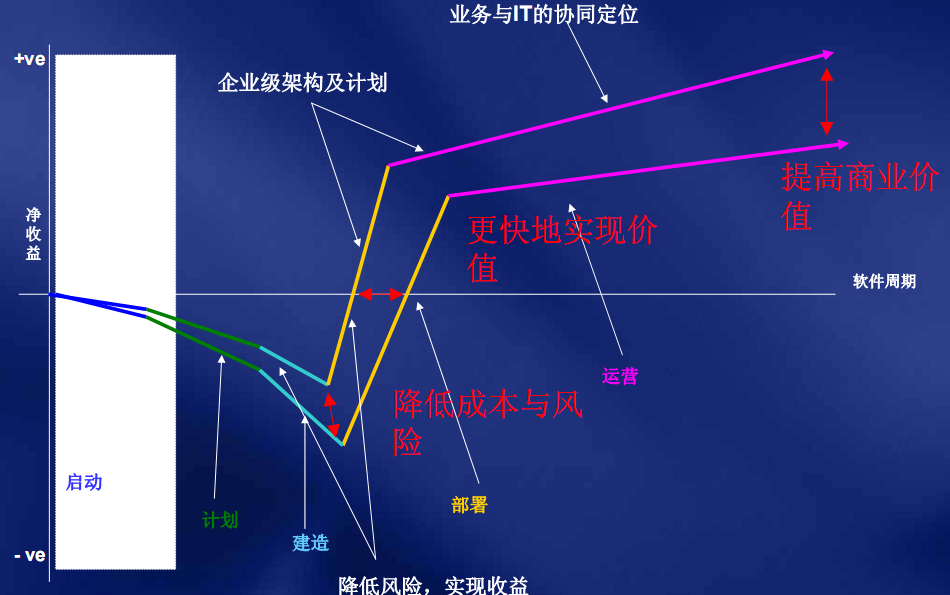 业务与IT的协同定位
+ve
企业级架构及计划
提高商业价
值
净
收
益
更快地实现价
值
软件周期
运营
降低成本与风
险
启动
部署
计划
建造
- ve
降低风险，实现收益